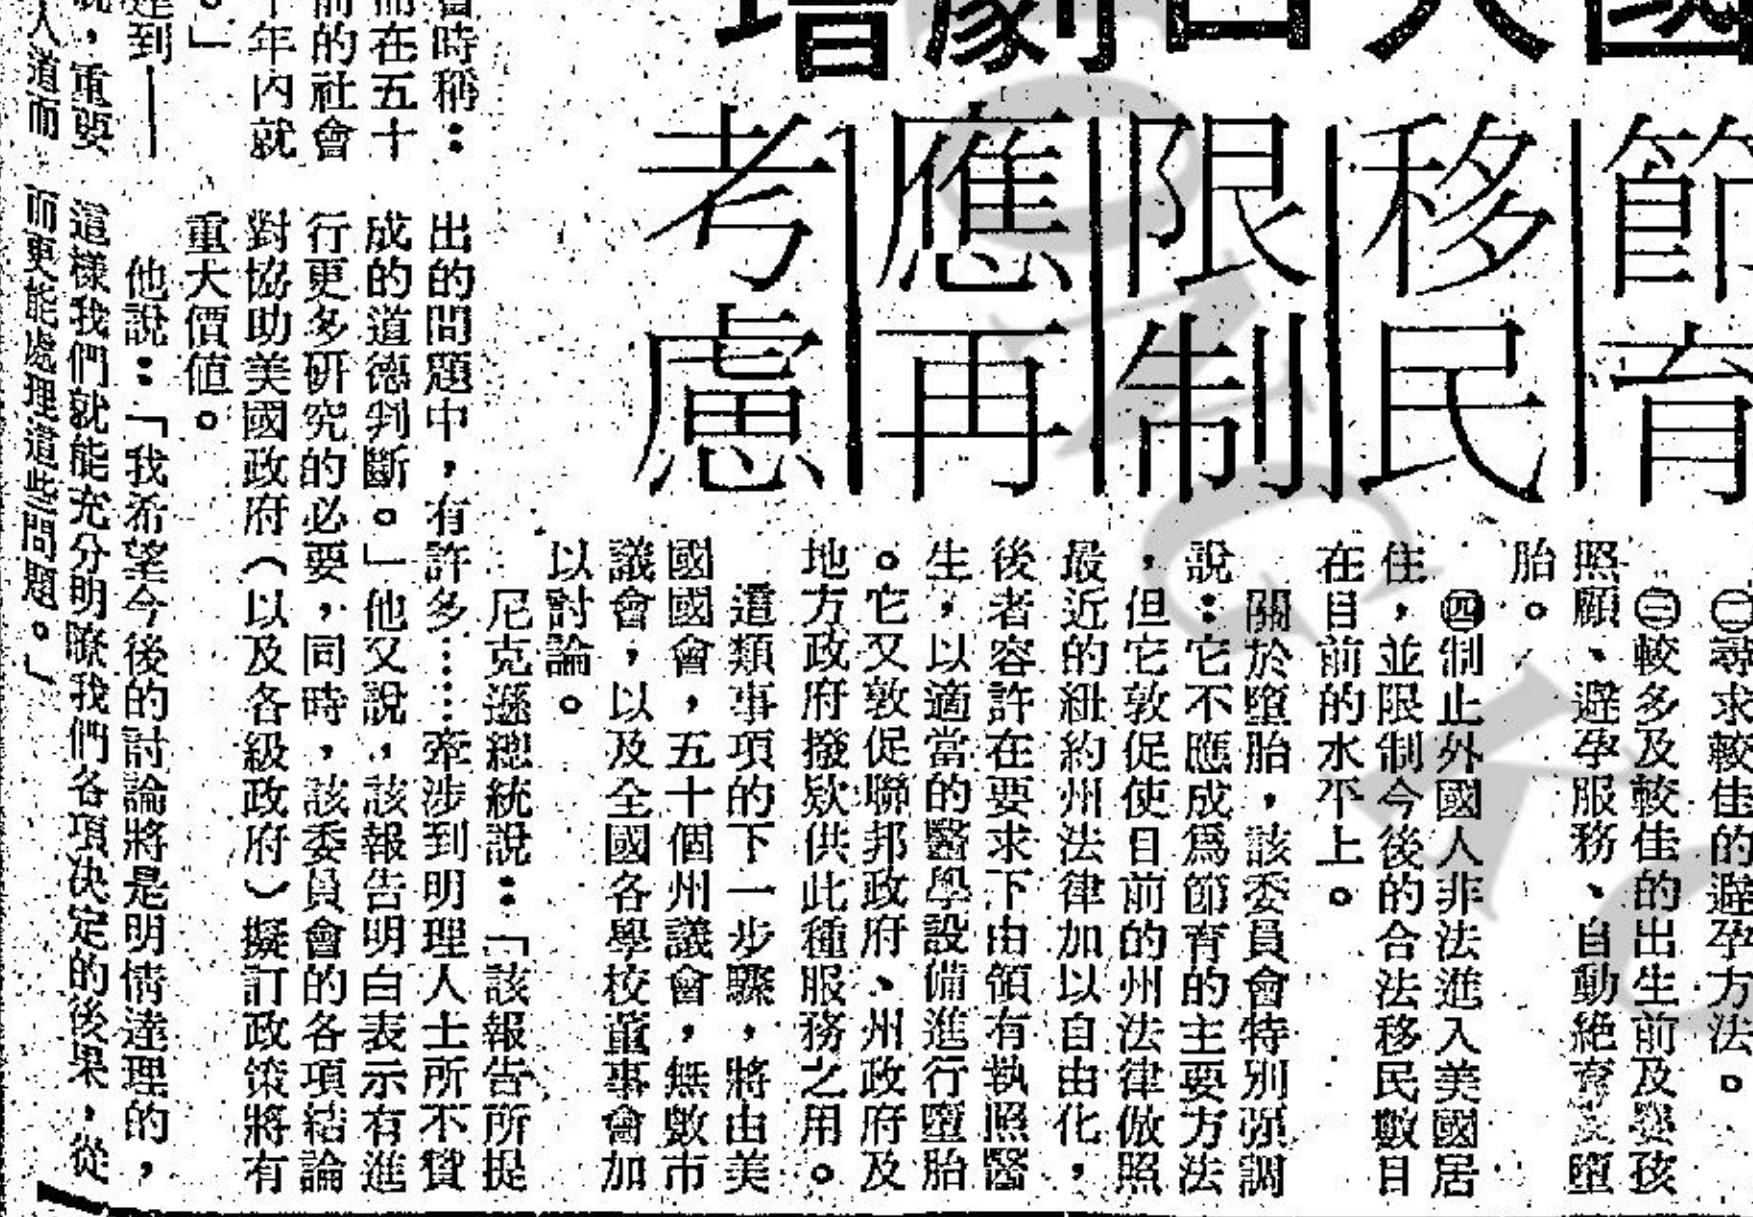 國人口劇增
節育
移民
限制
應再
考慮
㊁尋求較佳的避孕方法。
㊂較多及較佳的出生前及嬰孩
照顧、避孕服務、自動絕育及墮
胎。
㊃制止外國人非法進入美國居
住，並限制今後的合法移民數目
在目前的水平上。
關於墮胎，該委員會特別強調
說：它不應成爲節育的主要方法
，但它敦促使目前的州法律倣照
最近的紐約州法律加以自由化，
後者容許在要求下由領有執照醫
生，以適當的醫學設備進行墮胎
。它又敦促聯邦政府、州政府及
地方政府撥欵供此種服務之用。
這類事項的下一步驟，將由美
國國會，五十個州議會，無數市
議會，以及全國各學校董事會加
以討論。
尼克遜總統說：「該報告所提
出的問題中，有許多……牽涉到明理人士所不贊
成的道德判斷。」他又說，該報告明白表示有進
行更多研究的必要，同時，該委員會的各項結論
對協助美國政府（以及各級政府）擬訂政策將有
重大價值。
他說：「我希望今後的討論將是明情達理的，
這樣我們就能充分明瞭我們各項決定的後果，從
而更能處理這些問題。」
會時稱：
而在五十
前的社會
年內就
。」
達到——
，重要
人道而